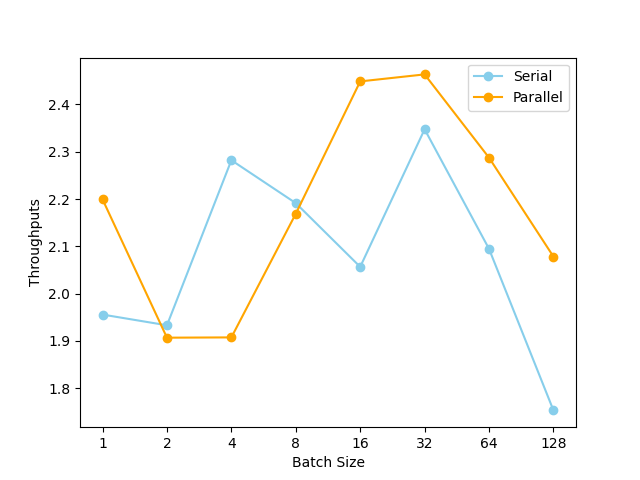 Serial
Parallel
2.4
2.3
2.2
2.1
2.0
1.9
1.8
Throughputs
1 2 4 8 16 32 64 128
Batch Size